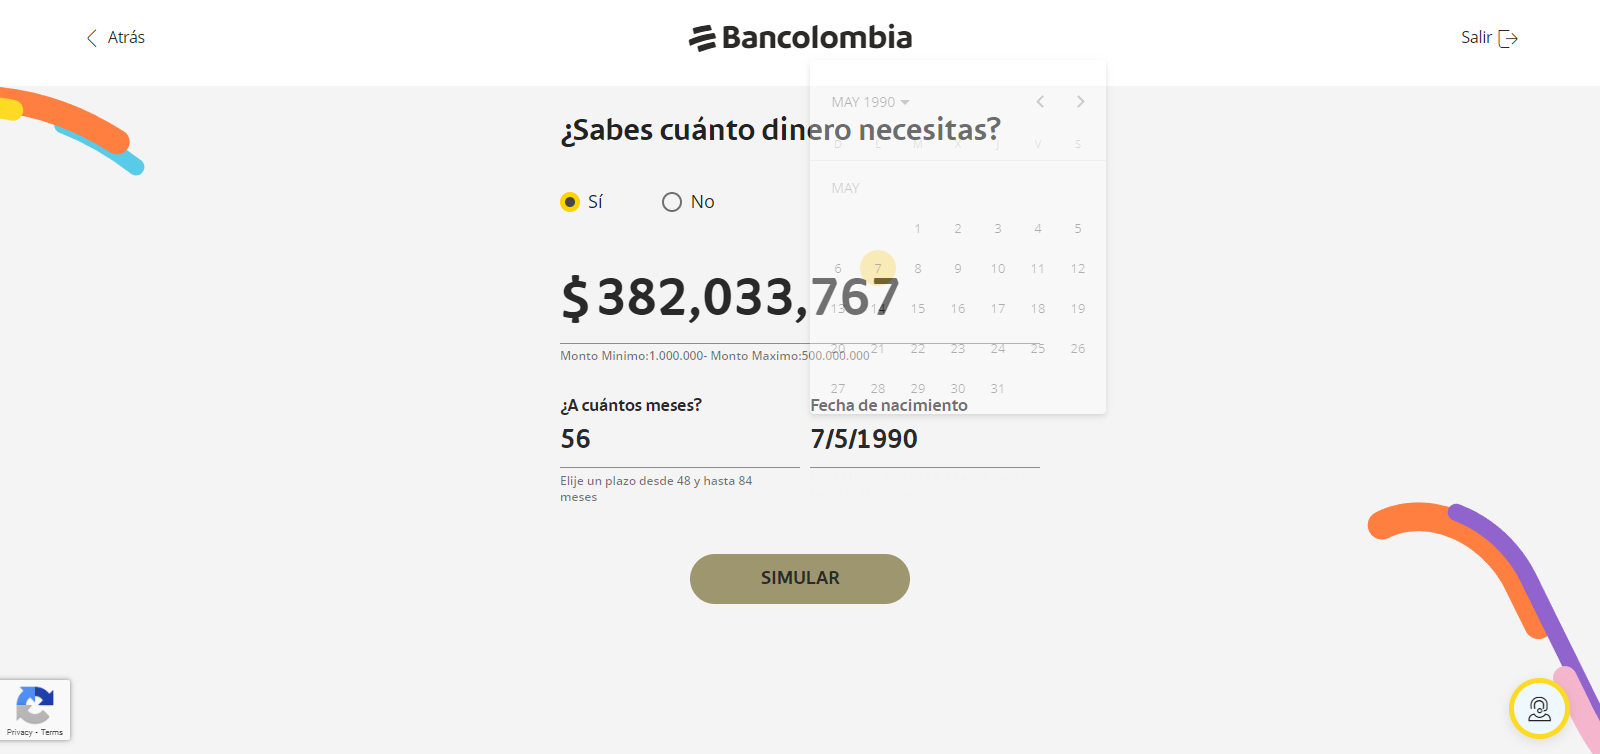 Atrás
Bancolombia
Salir
¿Sabes cuánto dinero necesitas?
Sí
No
$ 382,033,767
Monto Minimo:1.000.000- Monto Maximo:500.000.000
¿A cuántos meses?
56
Elije un plazo desde 48 y hasta 84
meses
Fecha de nacimiento
7/5/1990
MAY 1990
D L M X J V S
MAY
1 2 3 4 5
6 7 8 9 10 11 12
13 14 15 16 17 18 19
20 21 22 23 24 25 26
27 28 29 30 31
SIMULAR
Privacy - Terms